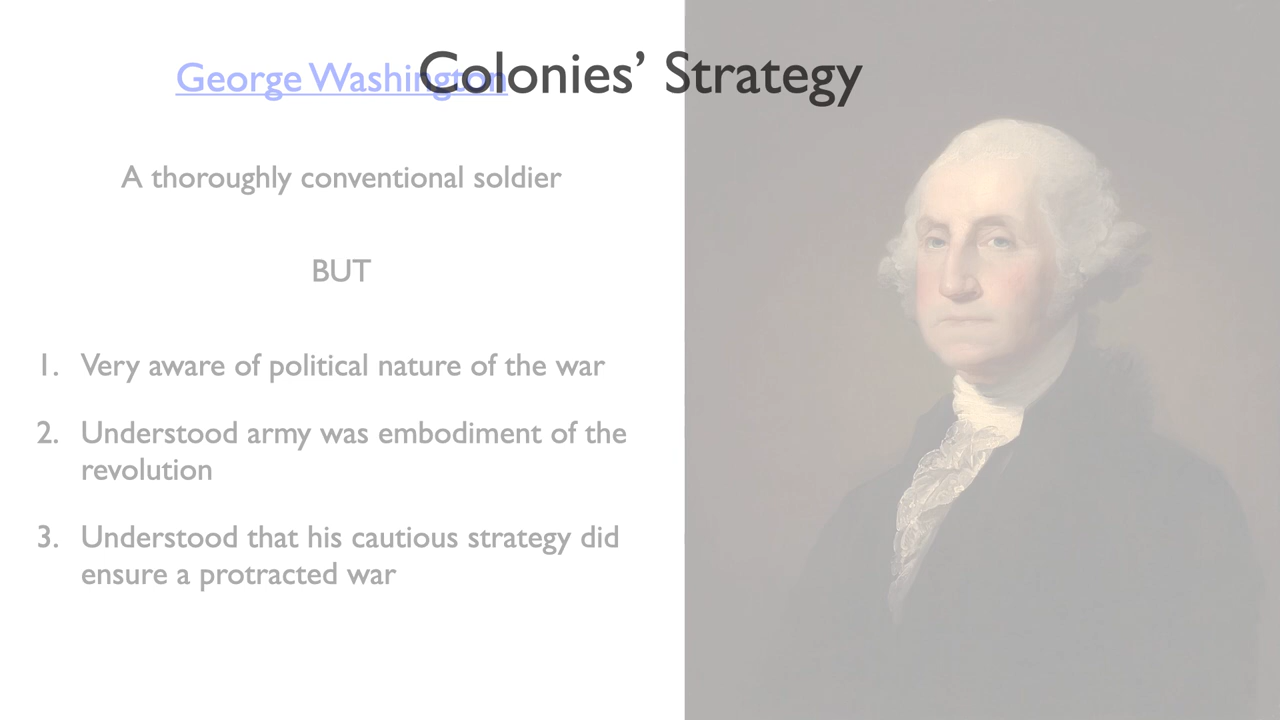 George Washington
Colonies’ Strategy
A thoroughly conventional soldier
BUT
1. Very aware of political nature of the war
2. Understood army was embodiment of the
revolution
3. Understood that his cautious strategy did
ensure a protracted war